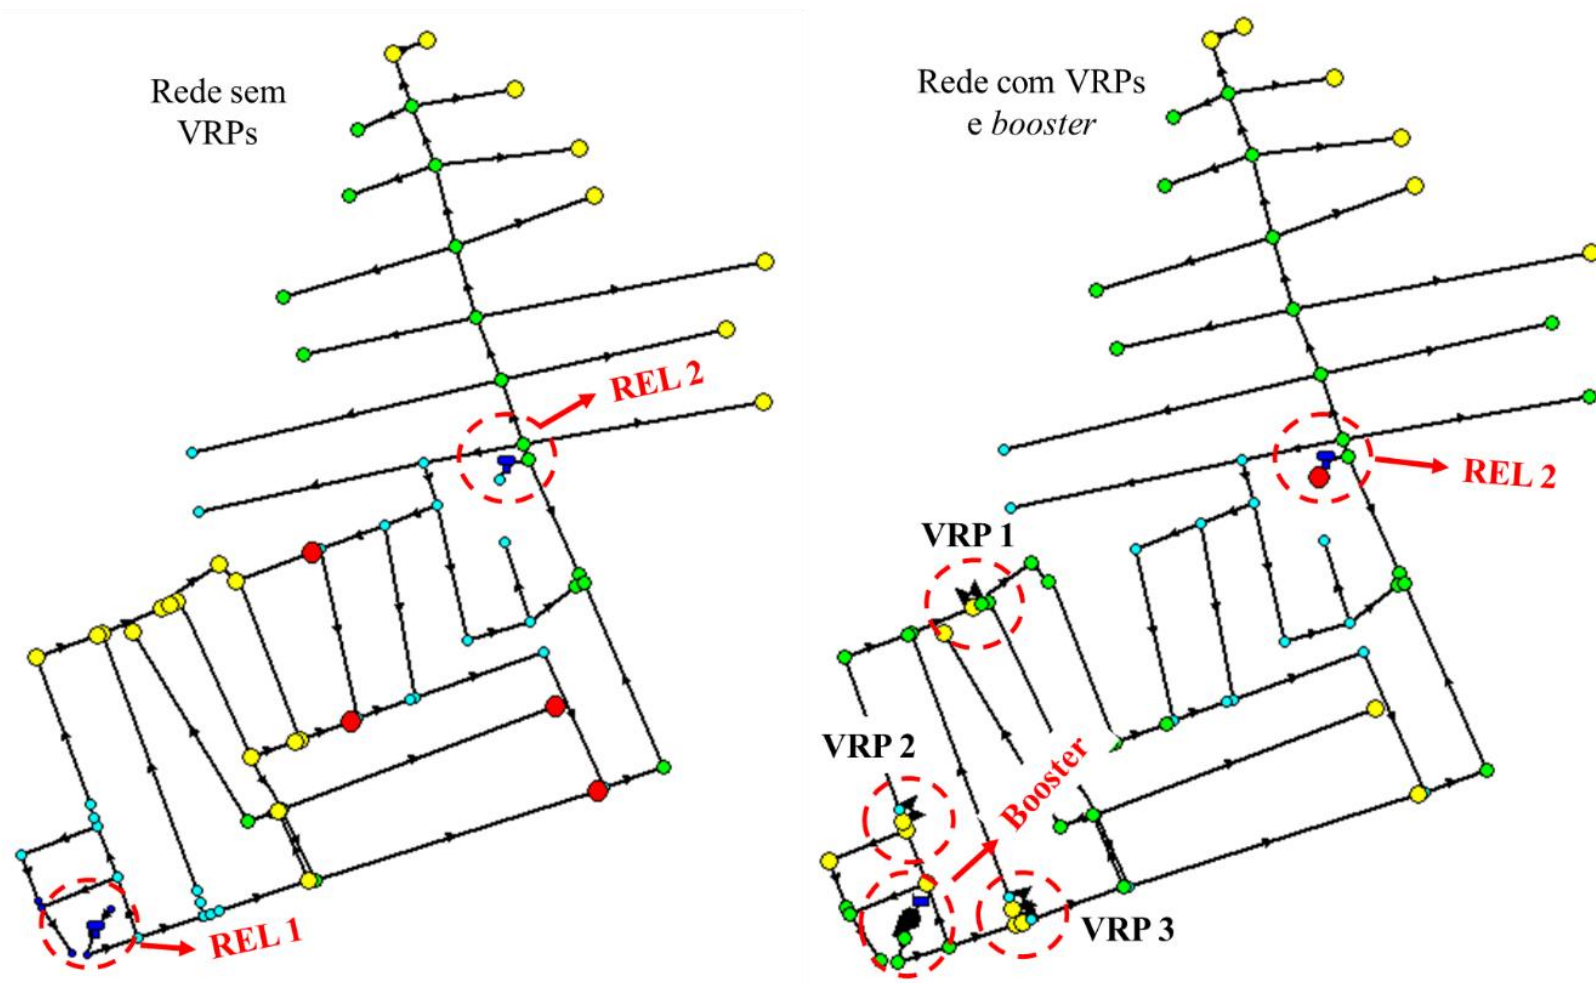 Rede sem
VRPs
REL 2
REL 1
Rede com VRPs
e booster
REL 2
VRP 1
VRP 2
Booster
VRP 3